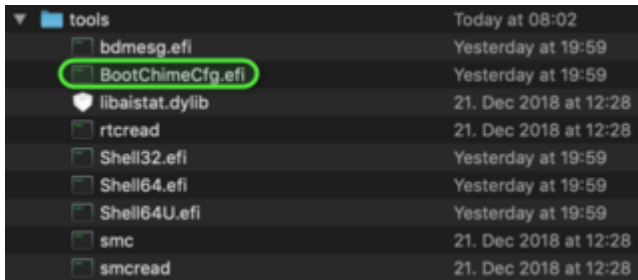 tools Today at 08:02
bdmesg.efi Yesterday at 19:59
BootChimeCfg.efi Yesterday at 19:59
libaistat.dylib 21. Dec 2018 at 12:28
rtcread 21. Dec 2018 at 12:28
Shell32.efi Yesterday at 19:59
Shell64.efi Yesterday at 19:59
Shell64U.efi Yesterday at 19:59
smc 21. Dec 2018 at 12:28
smcread 21. Dec 2018 at 12:28